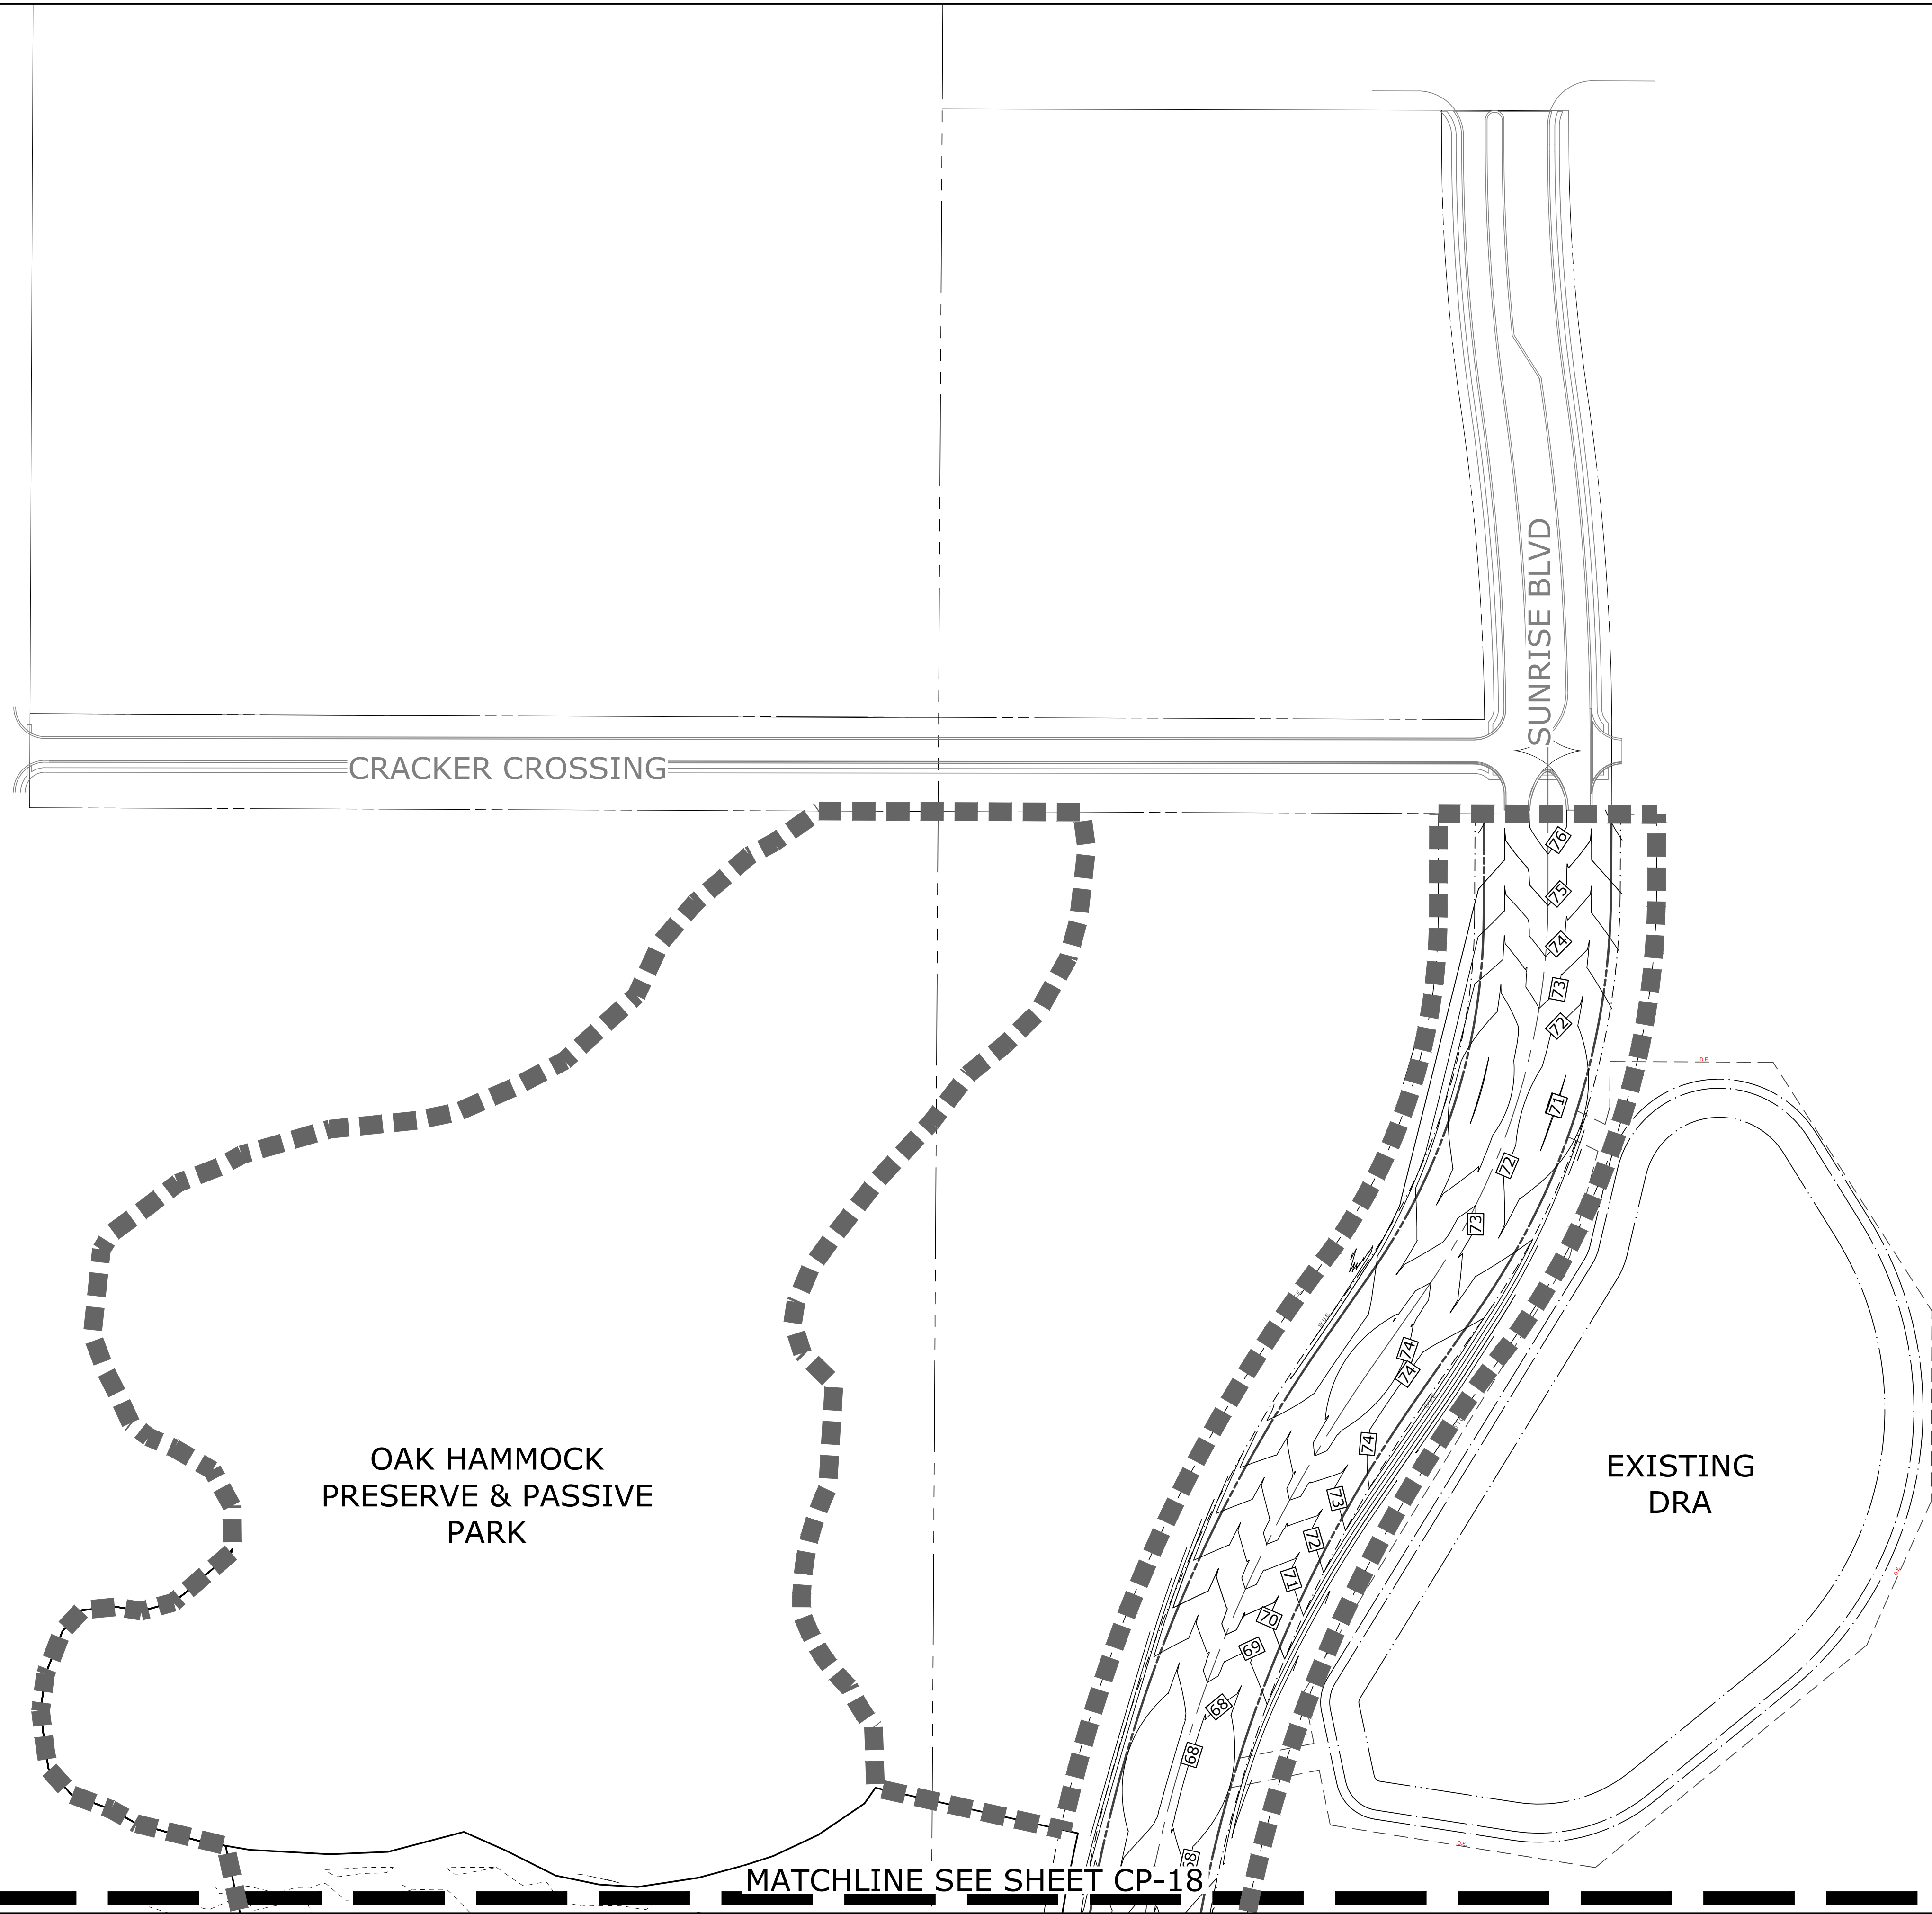 SUNRISE BLVD
CRACKER CROSSING
76
75
74
73
72
D.E.
71
72
73
74
74
74
OAK HAMMOCK
PRESERVE & PASSIVE
PARK
EXISTING
DRA
73
72
71
D.E.
70
69
68
68
D.E.
68
MATCHLINE SEE SHEET CP-18